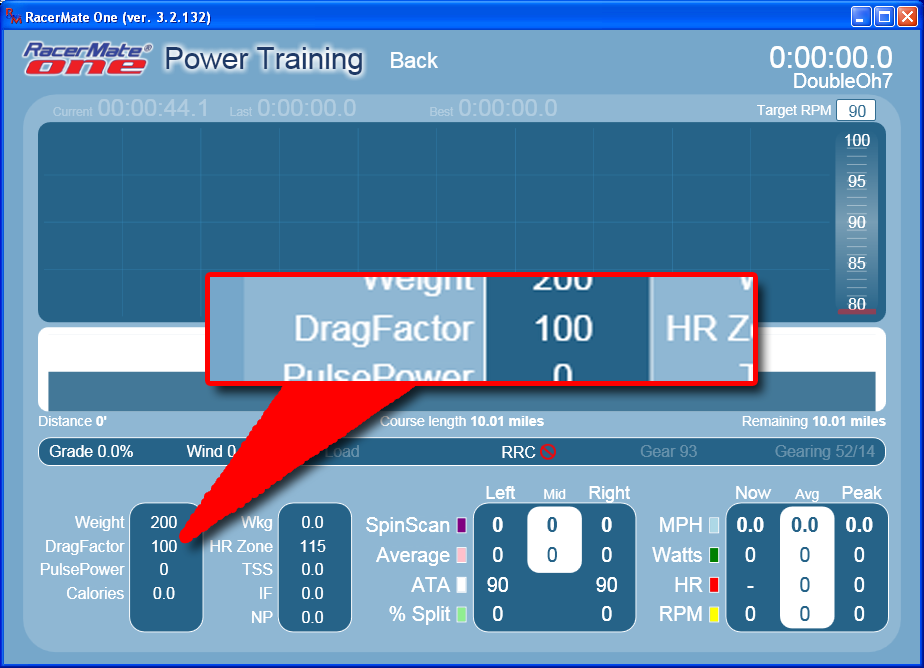 RacerMate One (ver. 3.2.132)
RacerMate® one Power Training Back 0:00:00.0
DoubleOh7
Current 00:00:44.1 Last 0:00:00.0 Best 0:00:00.0 Target RPM 90
100
95
90
85
80
Weight 200
DragFactor 100 HR Z
PulsePower 0
Distance 0' Course length 10.01 miles Remaining 10.01 miles
Grade 0.0% Wind 0 Load RRC Gear 93 Gearing 52/14
Left Mid Right Now Avg Peak
Weight 200 Wkg 0.0 SpinScan 0 0 0 MPH 0.0 0.0 0.0
DragFactor 100 HR Zone 115 Average 0 0 0 Watts 0 0 0
PulsePower 0 TSS 0.0 ATA 90 90 HR - 0 0
Calories 0.0 IF 0.0 % Split 0 0 RPM 0 0 0
NP 0.0